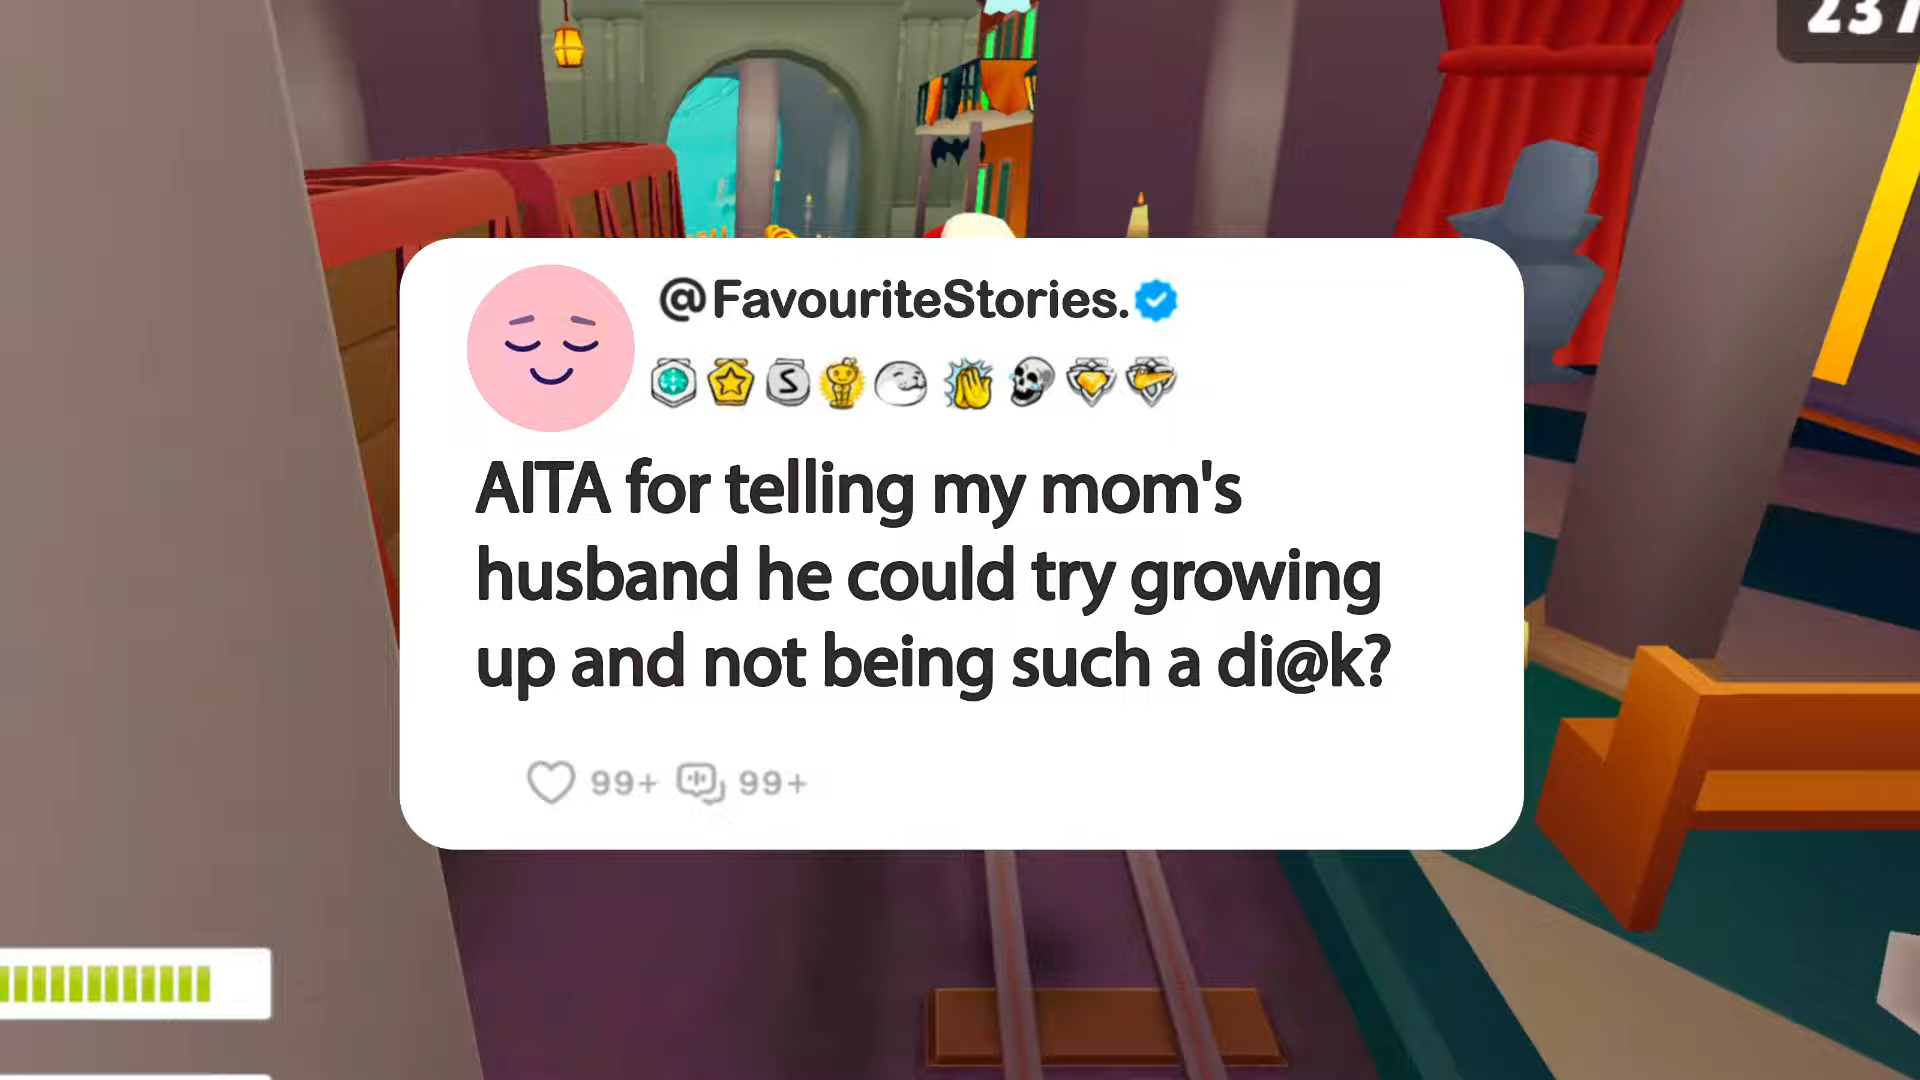 237
@FavouriteStories.
AITA for telling my mom's
husband he could try growing
up and not being such a di@k?
99+ 99+